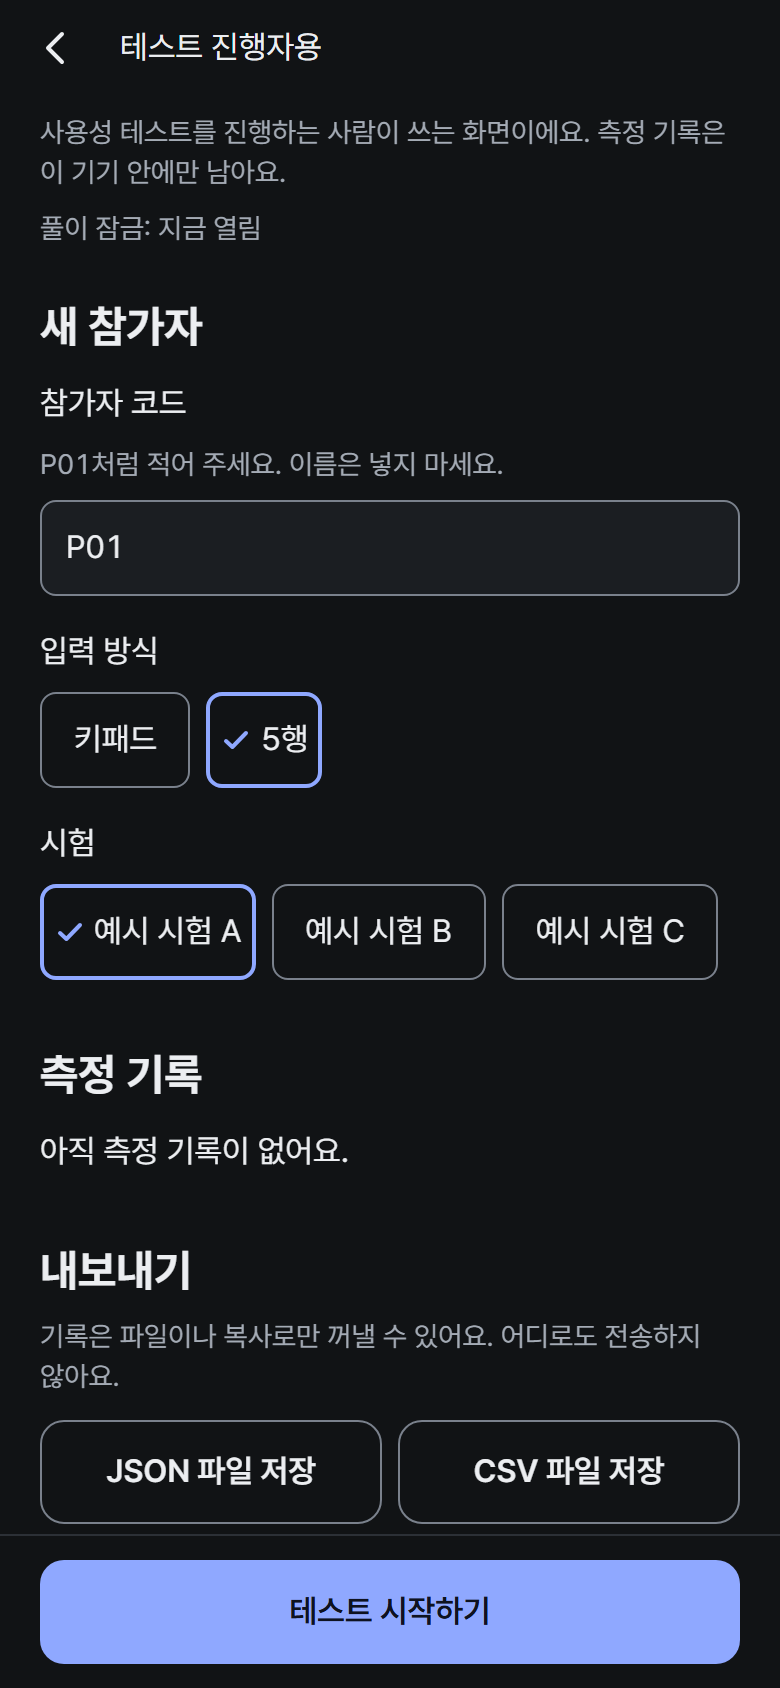 테스트 진행자용
사용성 테스트를 진행하는 사람이 쓰는 화면이에요. 측정 기록은
이 기기 안에만 남아요.
풀이 잠금: 지금 열림
새 참가자
참가자 코드
P01처럼 적어 주세요. 이름은 넣지 마세요.
P01
입력 방식
키패드
5행
시험
예시 시험 A
예시 시험 B
예시 시험 C
측정 기록
아직 측정 기록이 없어요.
내보내기
기록은 파일이나 복사로만 꺼낼 수 있어요. 어디로도 전송하지
않아요.
JSON 파일 저장
CSV 파일 저장
테스트 시작하기